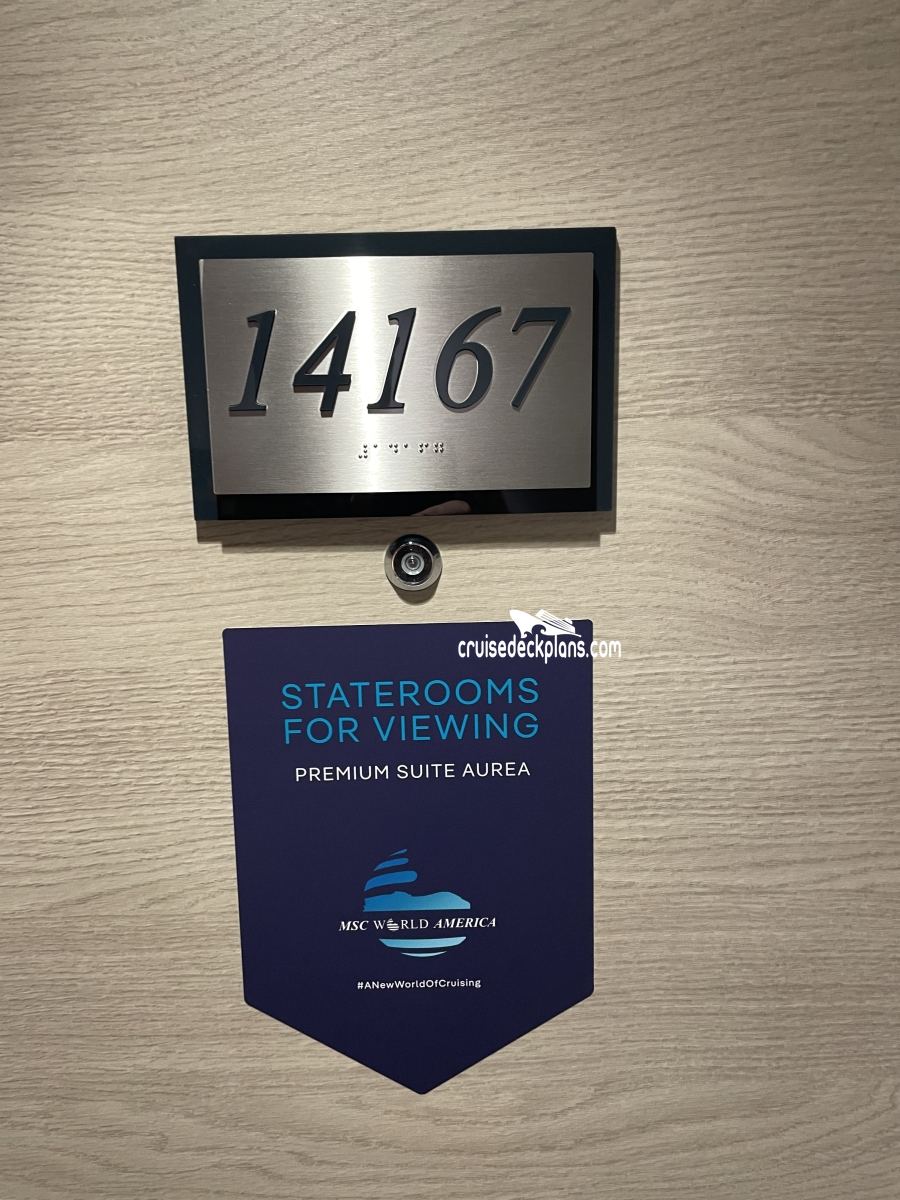 14167
cruisedeckplans.com
STATEROOMS
FOR VIEWING
PREMIUM SUITE AUREA
MSC WORLD AMERICA
#ANewWorldOfCruising